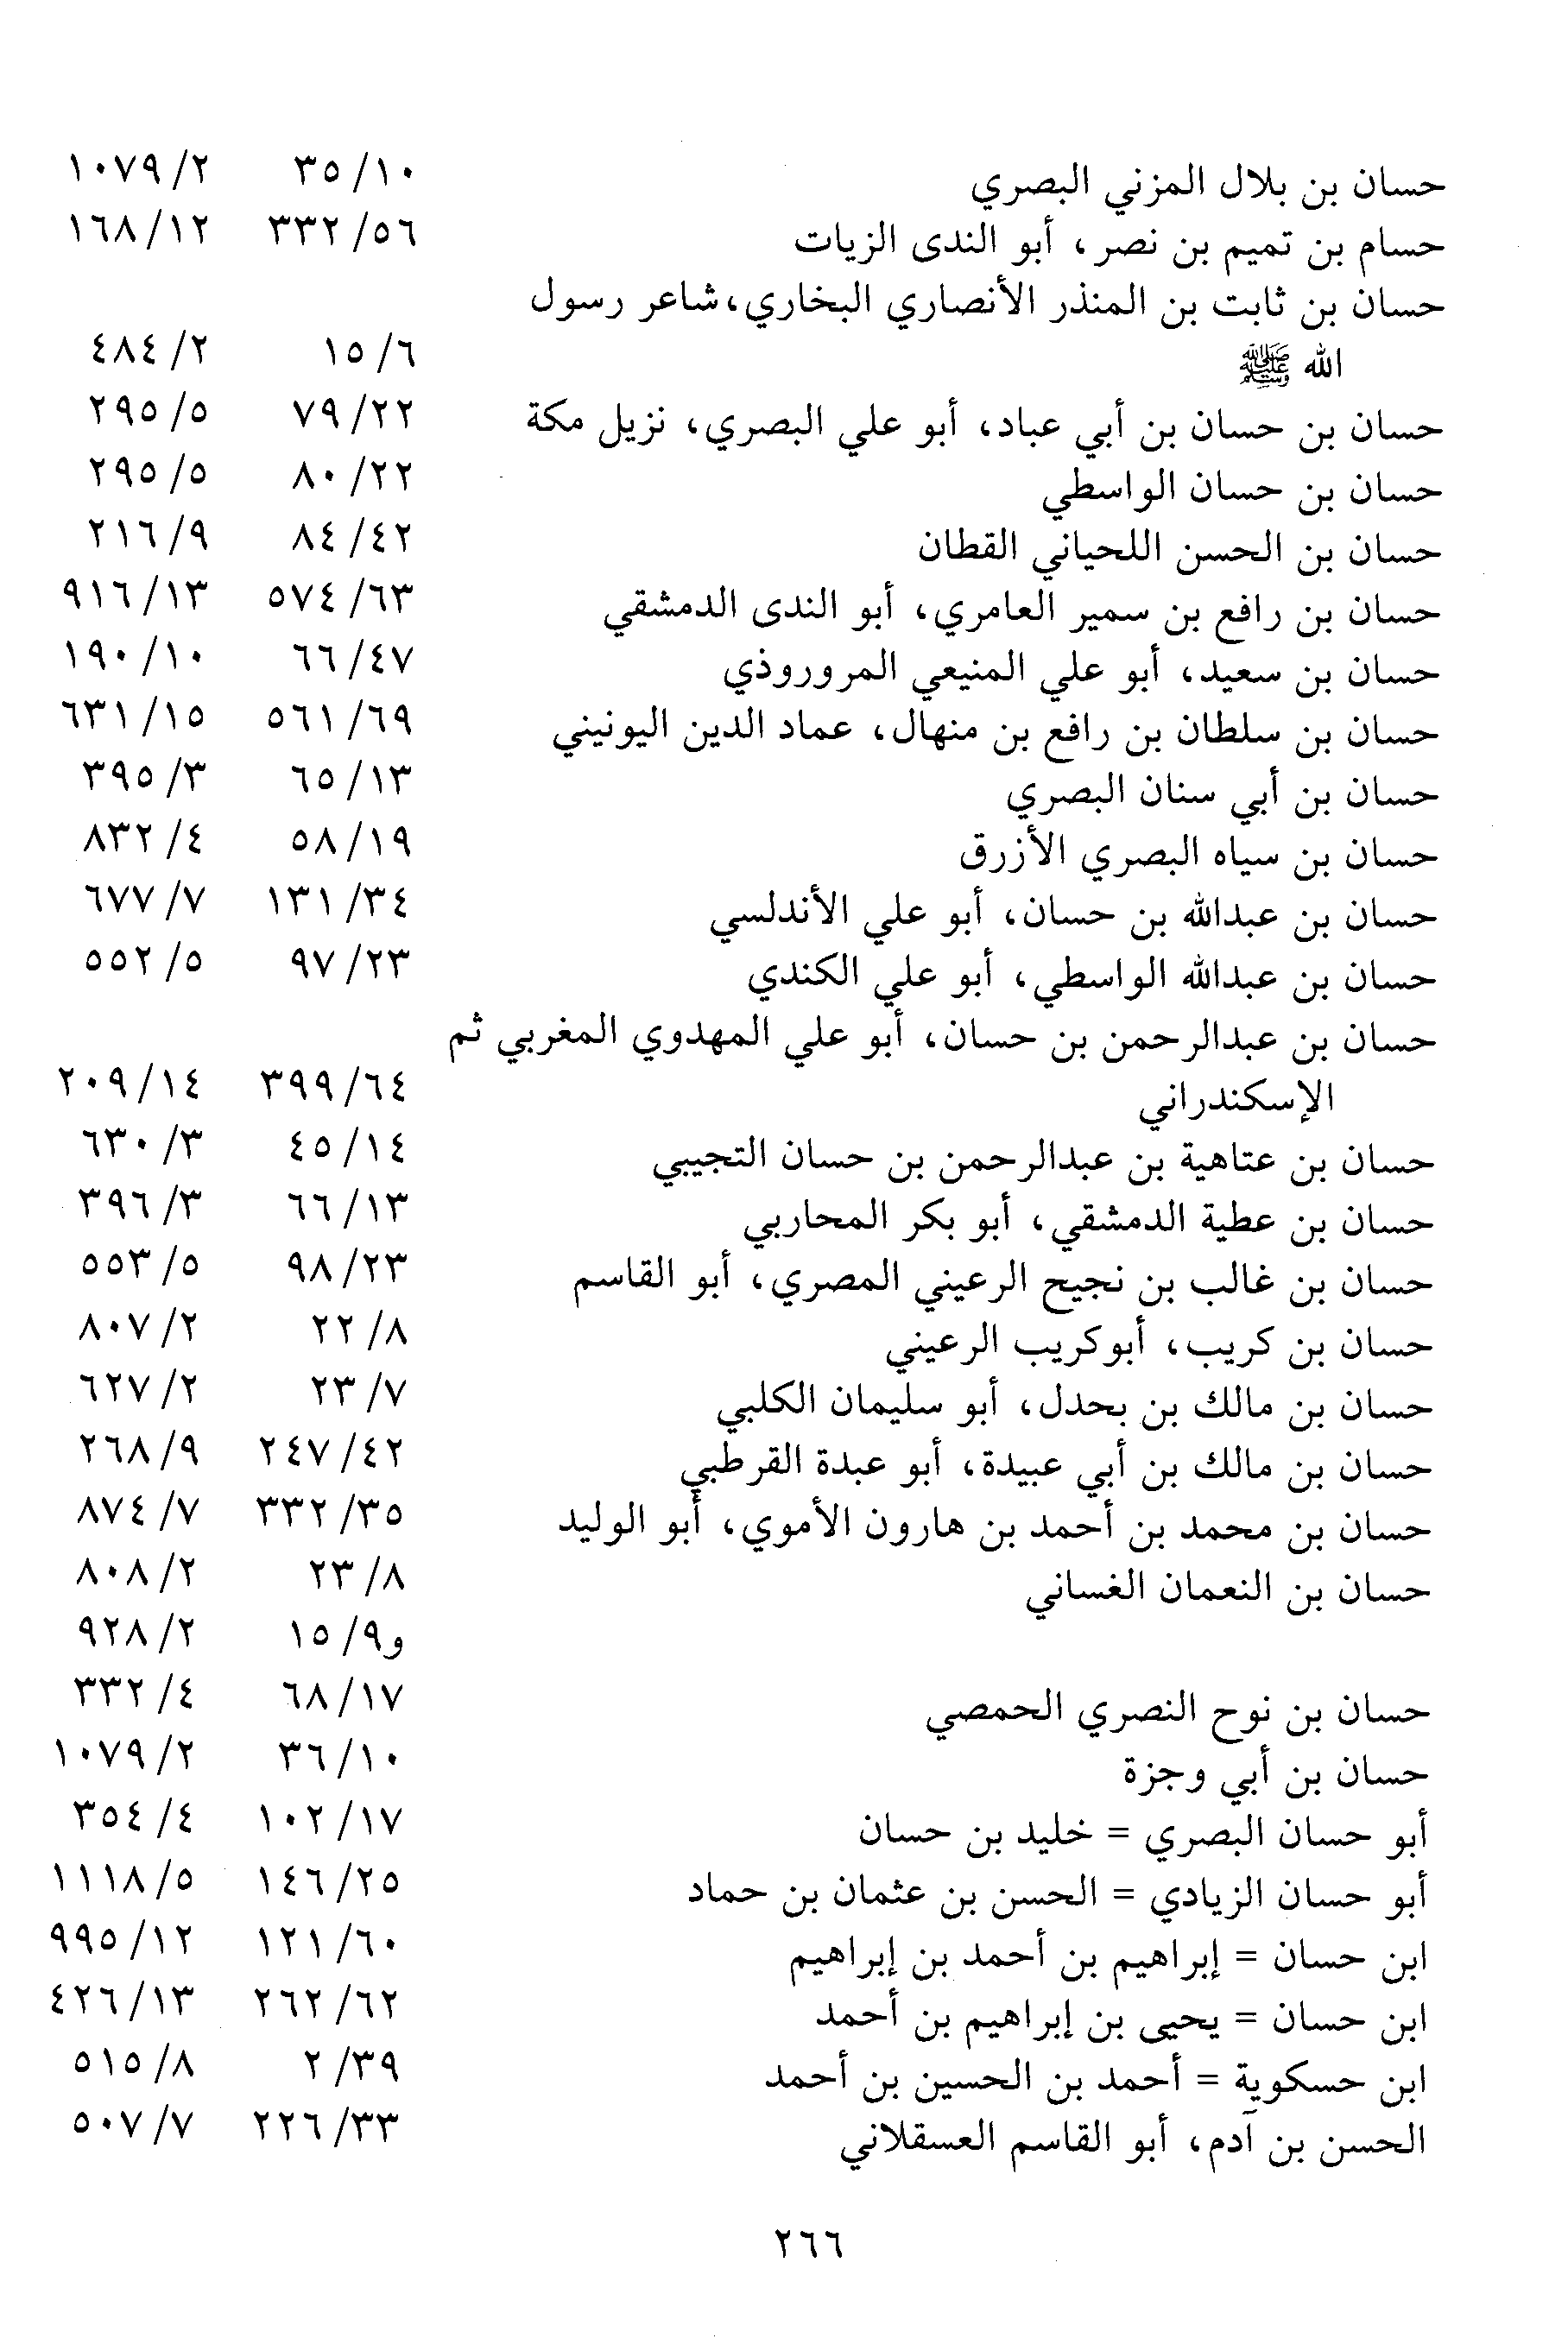 حسان بن بلال المزني البصري ١٠/ ٣٥ ٢/ ١٠٧٩
حسام بن تميم بن نصر، أبو الندى الزيات ٥٦/ ٣٣٢ ١٢/ ١٦٨
حسان بن ثابت بن المنذر الأنصاري البخاري،شاعر رسول
الله ﷺ ٦/ ١٥ ٢/ ٤٨٤
حسان بن حسان بن أبي عباد، أبو علي البصري، نزيل مكة ٢٢/ ٧٩ ٥/ ٢٩٥
حسان بن حسان الواسطي ٢٢/ ٨٠ ٥/ ٢٩٥
حسان بن الحسن اللحياني القطان ٤٢/ ٨٤ ٩/ ٢١٦
حسان بن رافع بن سمير العامري، أبو الندى الدمشقي ٦٣/ ٥٧٤ ١٣/ ٩١٦
حسان بن سعيد، أبو علي المنيعي المروروذي ٤٧/ ٦٦ ١٠/ ١٩٠
حسان بن سلطان بن رافع بن منهال، عماد الدين اليونيني ٦٩/ ٥٦١ ١٥/ ٦٣١
حسان بن أبي سنان البصري ١٣/ ٦٥ ٣/ ٣٩٥
حسان بن سياه البصري الأزرق ١٩/ ٥٨ ٤/ ٨٣٢
حسان بن عبدالله بن حسان، أبو علي الأندلسي ٣٤/ ١٣١ ٧/ ٦٧٧
حسان بن عبدالله الواسطي، أبو علي الكندي ٢٣/ ٩٧ ٥/ ٥٥٢
حسان بن عبدالرحمن بن حسان، أبو علي المهدوي المغربي ثم
الإسكندراني ٦٤/ ٣٩٩ ١٤/ ٢٠٩
حسان بن عتاهية بن عبدالرحمن بن حسان التجيبي ١٤/ ٤٥ ٣/ ٦٣٠
حسان بن عطية الدمشقي، أبو بكر المحاربي ١٣/ ٦٦ ٣/ ٣٩٦
حسان بن غالب بن نجيح الرعيني المصري، أبو القاسم ٢٣/ ٩٨ ٥/ ٥٥٣
حسان بن كريب، أبوكريب الرعيني ٨/ ٢٢ ٢/ ٨٠٧
حسان بن مالك بن بحدل، أبو سليمان الكلبي ٧/ ٢٣ ٢/ ٦٢٧
حسان بن مالك بن أبي عبيدة، أبو عبدة القرطبي ٤٢/ ٢٤٧ ٩/ ٢٦٨
حسان بن محمد بن أحمد بن هارون الأموي، أبو الوليد ٣٥/ ٣٣٢ ٧/ ٨٧٤
حسان بن النعمان الغساني ٨/ ٢٣ ٢/ ٨٠٨
و٩/ ١٥ ٢/ ٩٢٨
حسان بن نوح النصري الحمصي ١٧/ ٦٨ ٤/ ٣٣٢
حسان بن أبي وجزة ١٠/ ٣٦ ٢/ ١٠٧٩
أبو حسان البصري = خليد بن حسان ١٧/ ١٠٢ ٤/ ٣٥٤
أبو حسان الزيادي = الحسن بن عثمان بن حماد ٢٥/ ١٤٦ ٥/ ١١١٨
ابن حسان = إبراهيم بن أحمد بن إبراهيم ٦٠/ ١٢١ ١٢/ ٩٩٥
ابن حسان = يحيى بن إبراهيم بن أحمد ٦٢/ ٢٦٢ ١٣/ ٤٢٦
ابن حسكوية = أحمد بن الحسين بن أحمد ٣٩/ ٢ ٨/ ٥١٥
الحسن بن آدم، أبو القاسم العسقلاني ٣٣/ ٢٢٦ ٧/ ٥٠٧
٢٦٦